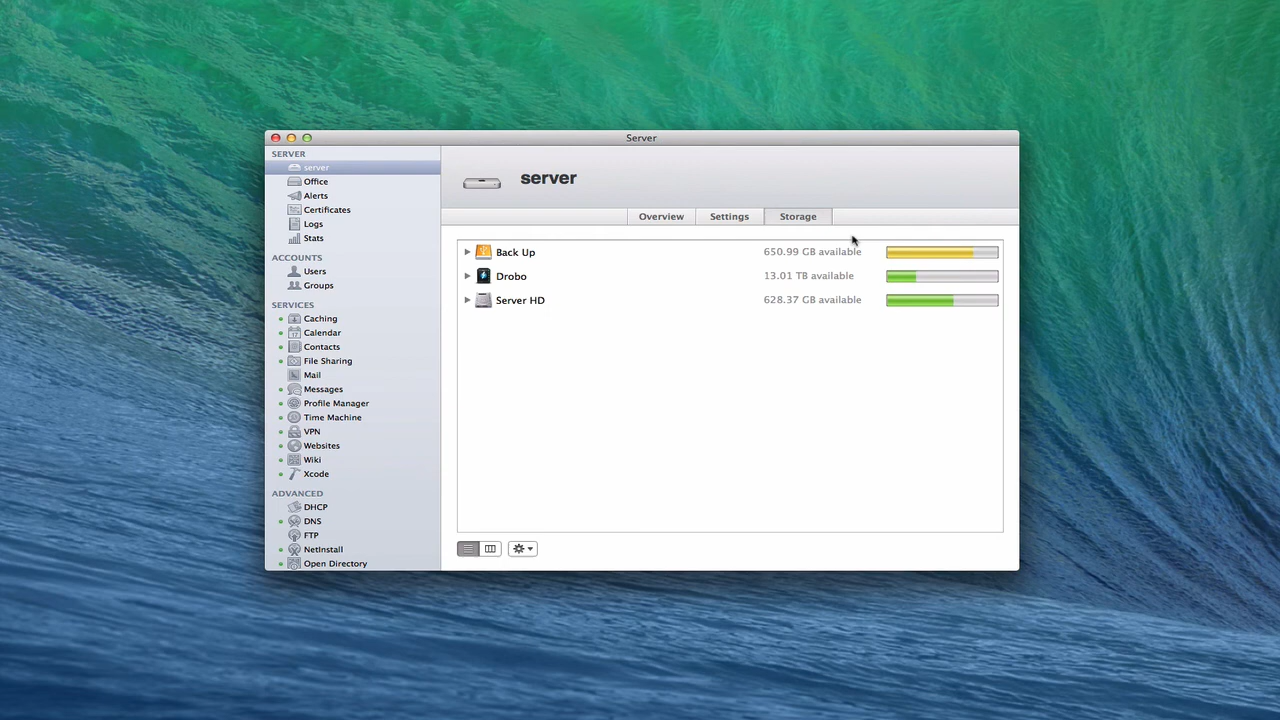 Server
SERVER
server
Office
Alerts
Certificates
Logs
Stats
ACCOUNTS
Users
Groups
SERVICES
Caching
Calendar
Contacts
File Sharing
Mail
Messages
Profile Manager
Time Machine
VPN
Websites
Wiki
Xcode
ADVANCED
DHCP
DNS
FTP
NetInstall
Open Directory
server
Overview Settings Storage
Back Up 650.99 GB available
Drobo 13.01 TB available
Server HD 628.37 GB available